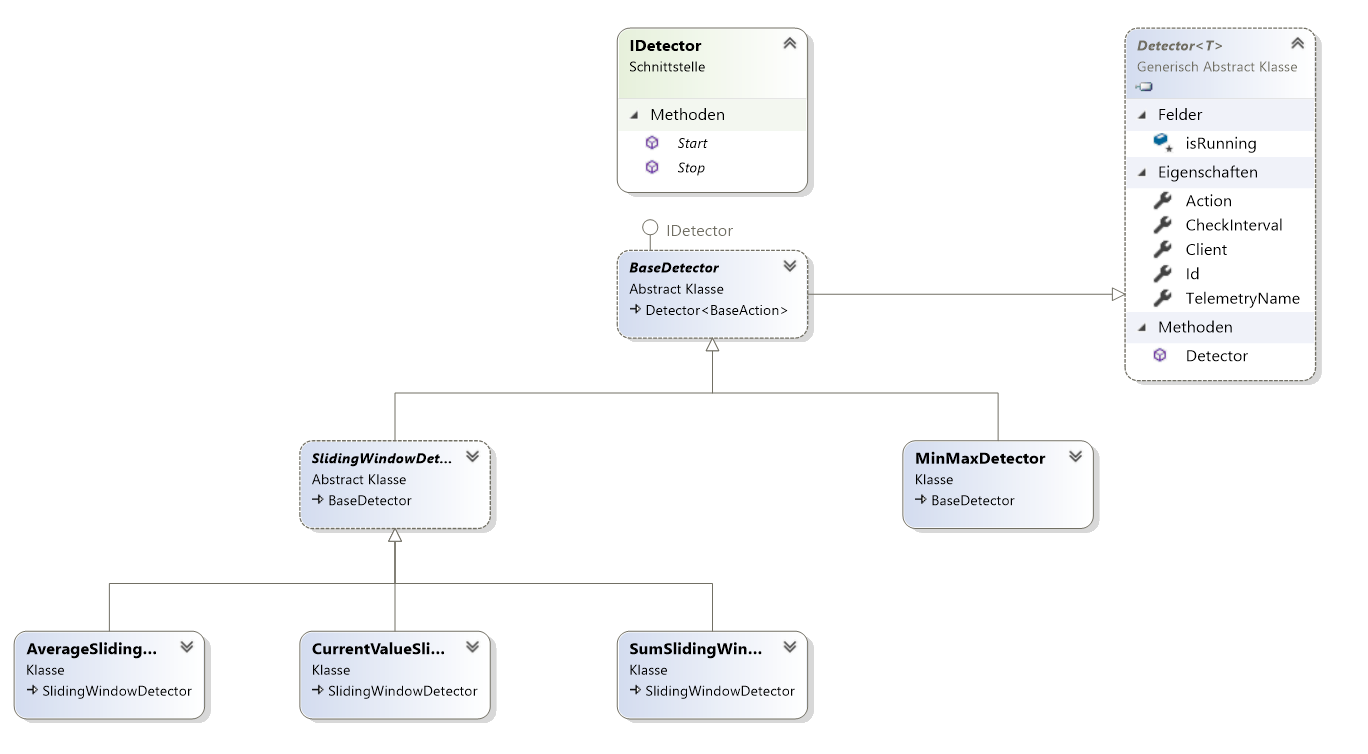 IDetector
Schnittstelle
Methoden
Start
Stop
Detector<T>
Generisch Abstract Klasse
Felder
isRunning
Eigenschaften
Action
CheckInterval
Client
Id
TelemetryName
Methoden
Detector
IDetector
BaseDetector
Abstract Klasse
Detector<BaseAction>
SlidingWindowDet...
Abstract Klasse
BaseDetector
MinMaxDetector
Klasse
BaseDetector
AverageSliding...
Klasse
SlidingWindowDetector
CurrentValueSli...
Klasse
SlidingWindowDetector
SumSlidingWin...
Klasse
SlidingWindowDetector